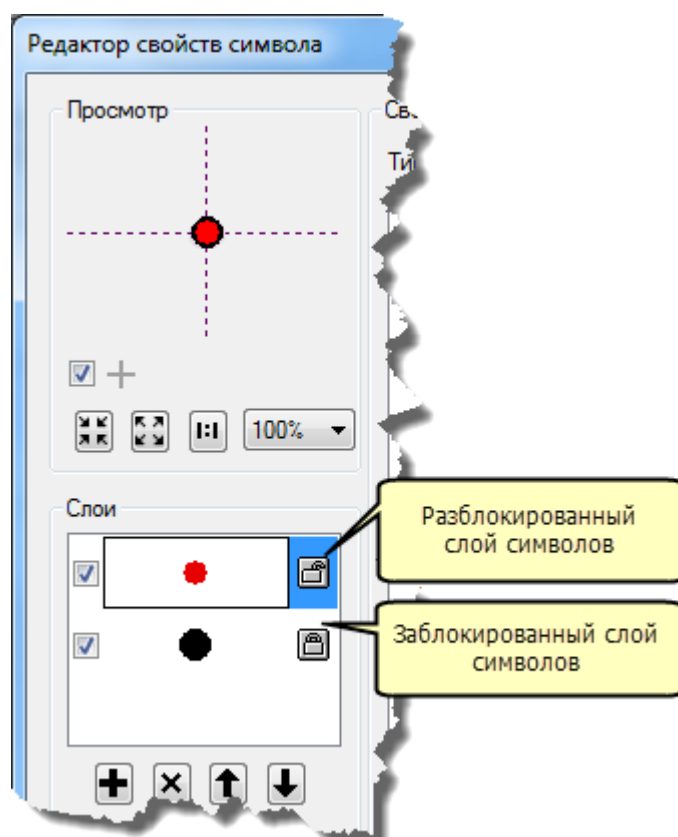 Редактор свойств символа
Просмотр
100%
Слои
Разблокированный
слой символов
Заблокированный слой
символов